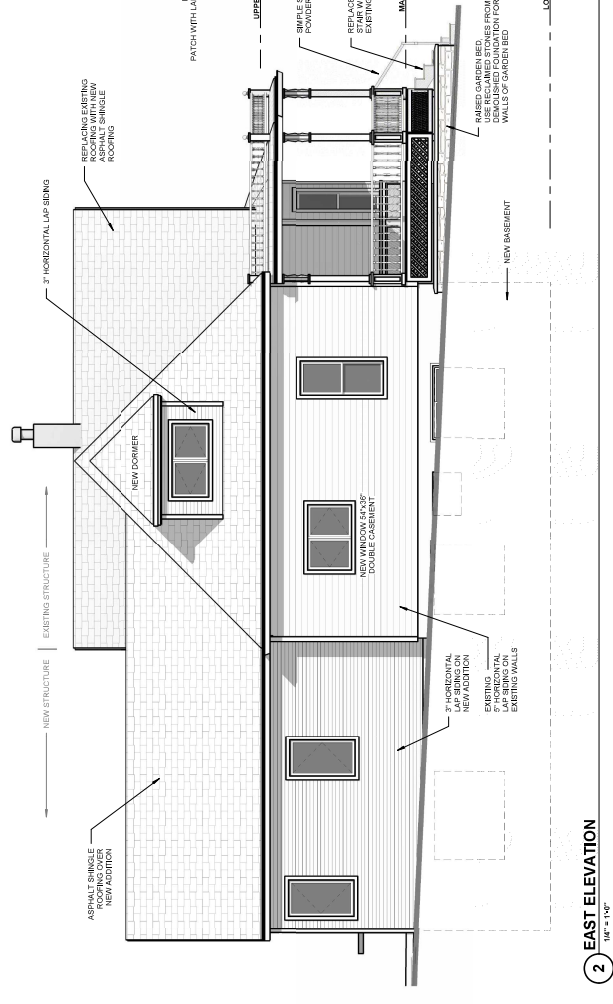 PATCH WITH LA
UPPE
SIMPLE S
POWDER
REPLACE
STAIR W
EXISTING
MA
LO
REPLACING EXISTING
ROOFING WITH NEW
ASPHALT SHINGLE
ROOFING
3" HORIZONTAL LAP SIDING
RAISED GARDEN BED,
USE RECLAIMED STONES FROM
DEMOLISHED FOUNDATION FOR
WALLS OF GARDEN BED
NEW BASEMENT
NEW DORMER
NEW WINDOW 54"x36"
DOUBLE CASEMENT
EXISTING STRUCTURE
NEW STRUCTURE
3" HORIZONTAL
LAP SIDING ON
NEW ADDITION
EXISTING
5" HORIZONTAL
LAP SIDING ON
EXISTING WALLS
ASPHALT SHINGLE
ROOFING OVER
NEW ADDITION
2
EAST ELEVATION
1/4" = 1'-0"